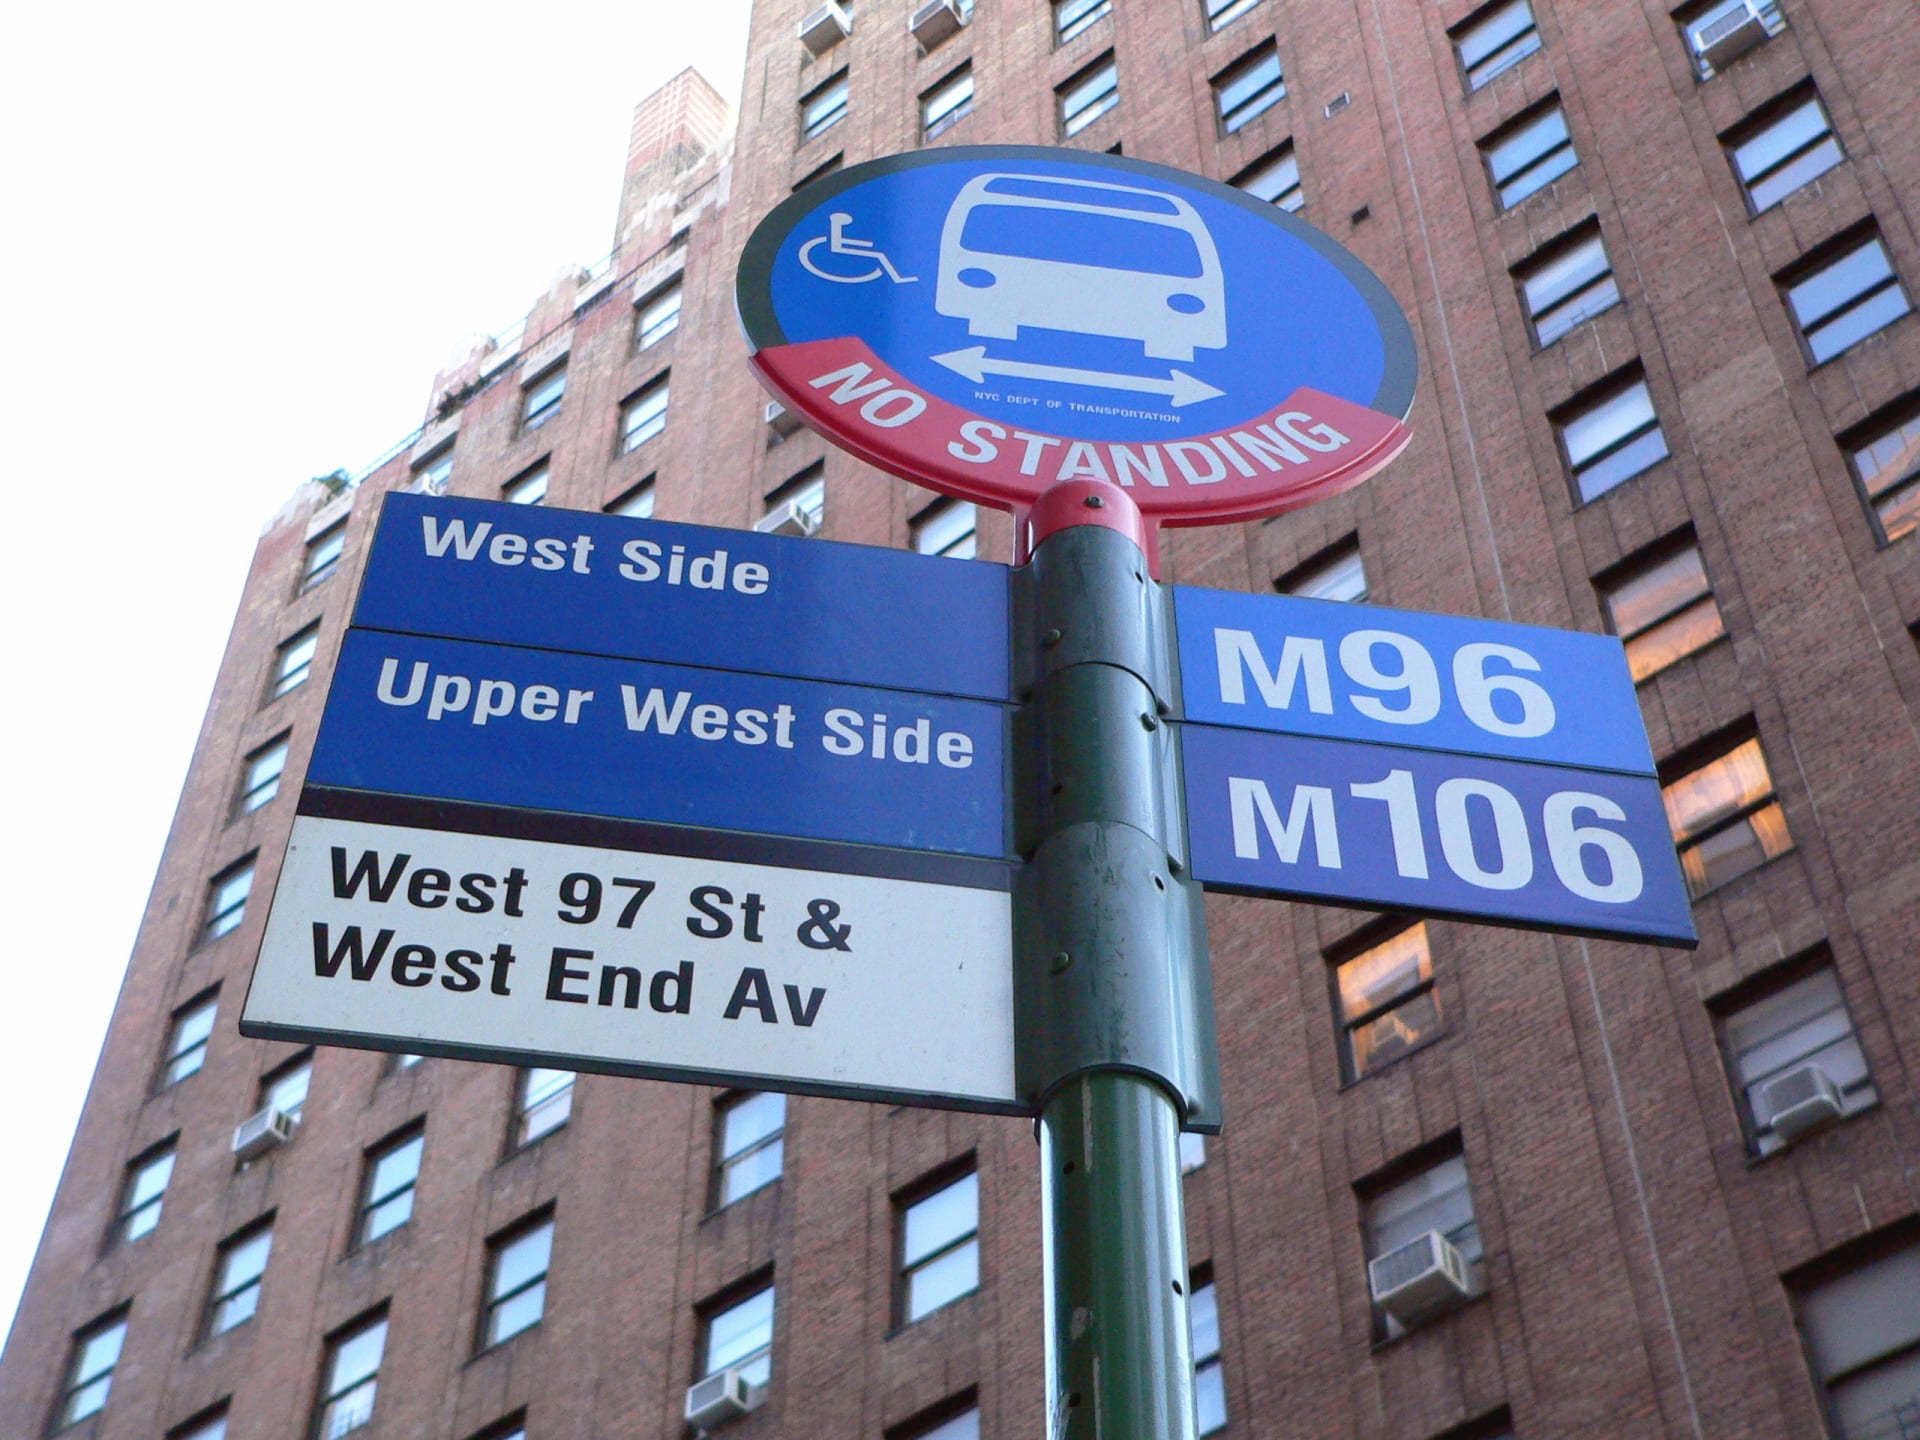 NYC DEPT OF TRANSPORTATION
NO STANDING
West Side
M96
Upper West Side
M106
West 97 St &
West End Av